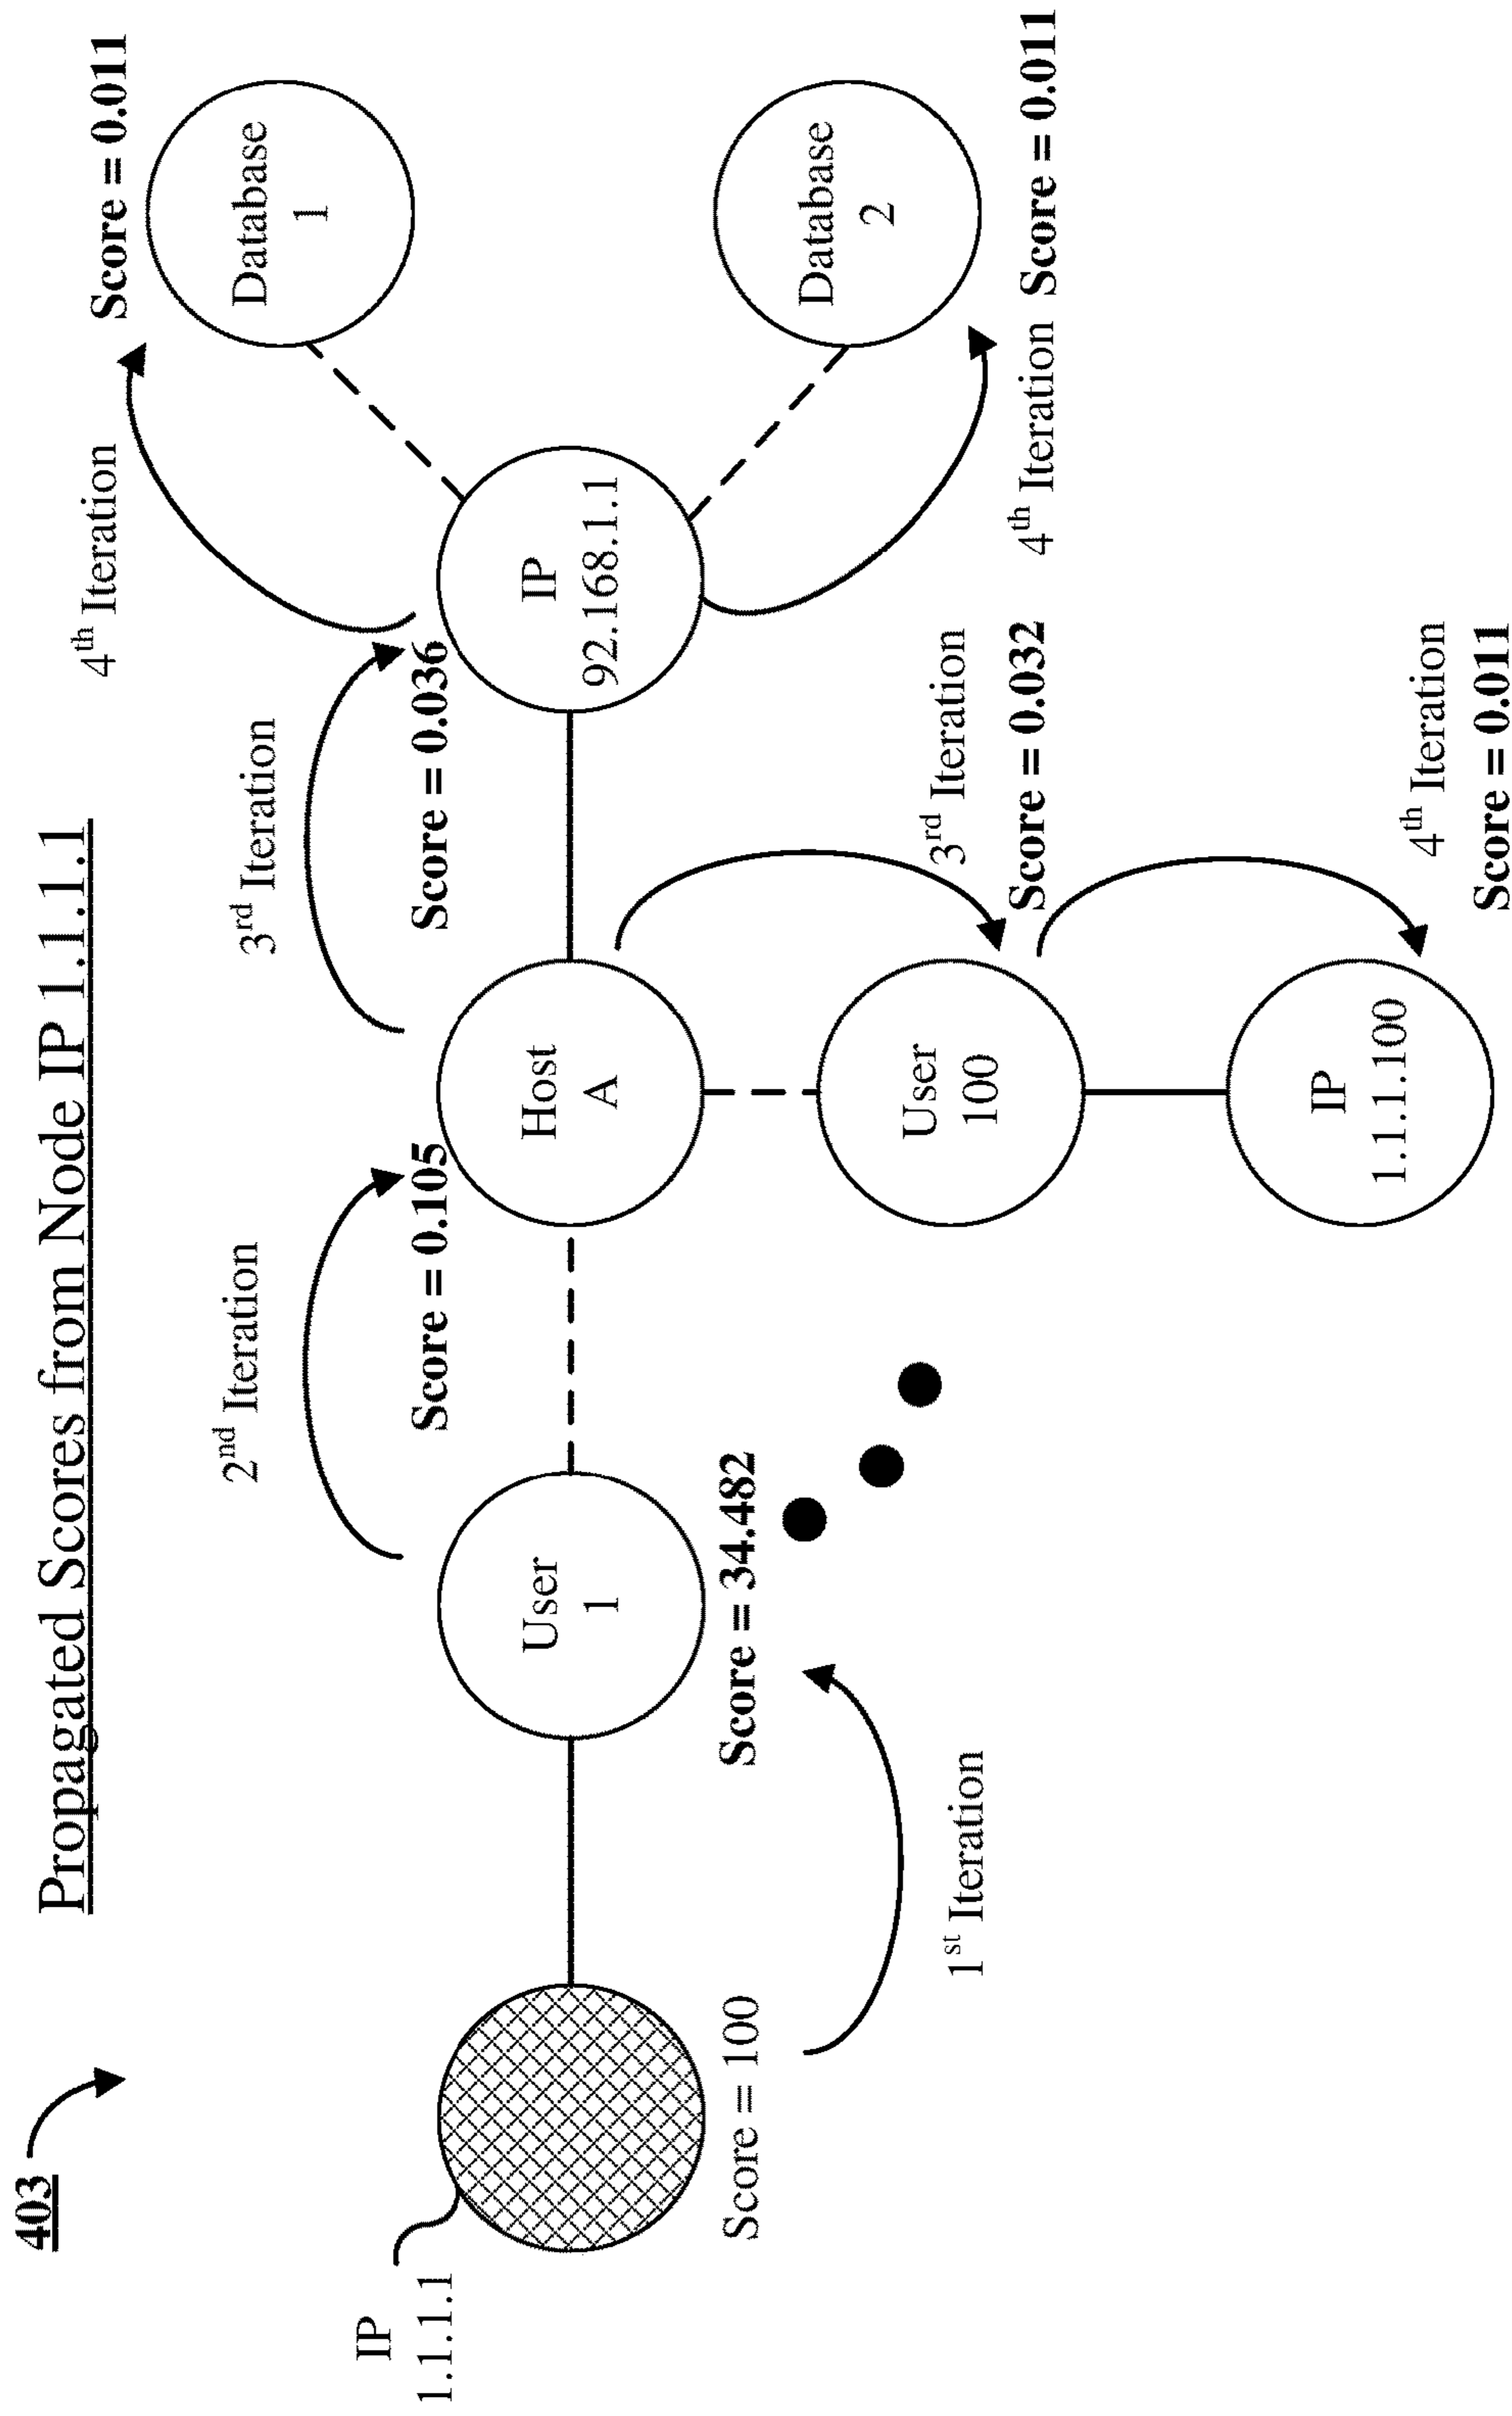 403
Propagated Scores from Node IP 1.1.1.1
IP
1.1.1.1
Score = 100
1st Iteration
User
1
Score = 34.482
2nd Iteration
Score = 0.105
Host
A
3rd Iteration
Score = 0.036
IP
92.168.1.1
4th Iteration
Score = 0.011
Database
1
Database
2
4th Iteration Score = 0.011
3rd Iteration
Score = 0.032
User
100
4th Iteration
Score = 0.011
IP
1.1.1.100